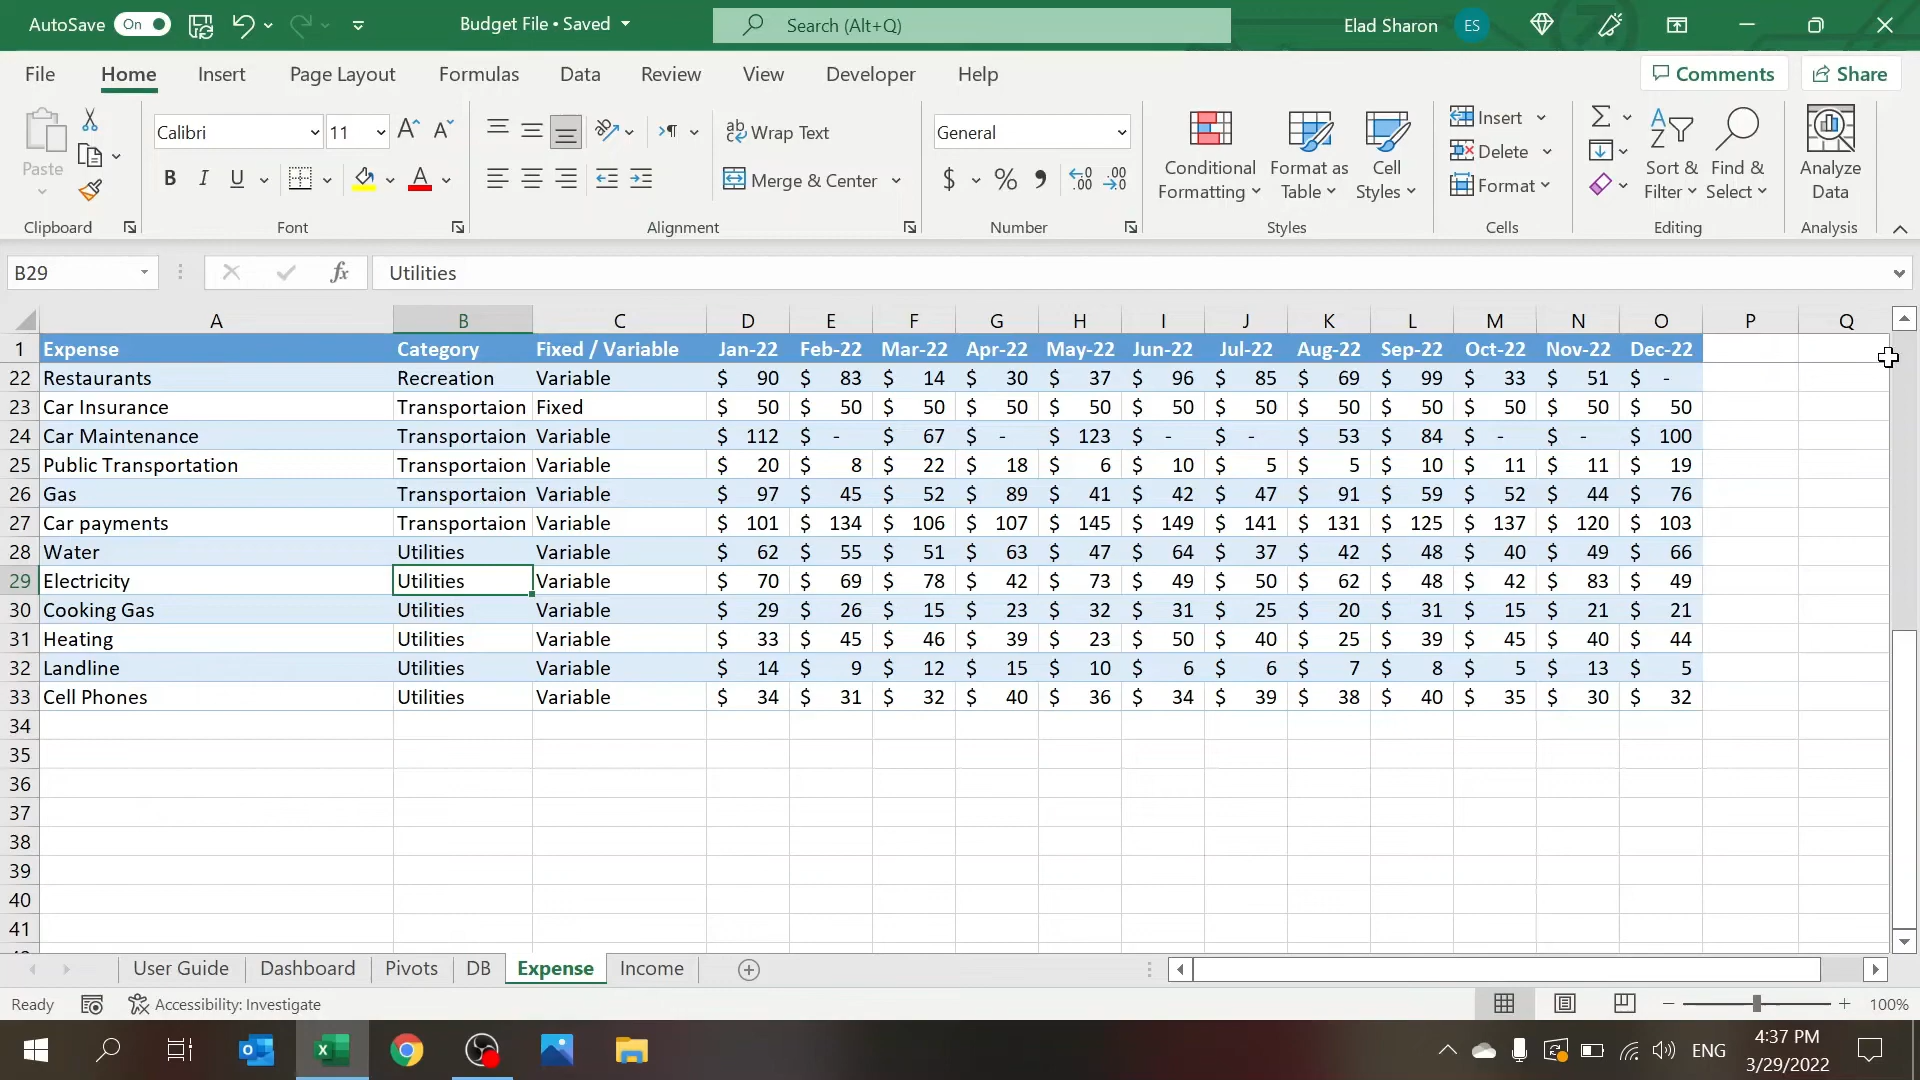 AutoSave On Budget File • Saved Search (Alt+Q) Elad Sharon ES
File Home Insert Page Layout Formulas Data Review View Developer Help Comments Share
Calibri 11 Wrap Text General Insert
Paste Conditional Format as Cell Delete Sort & Find & Analyze
B I U Merge & Center $ % Formatting Table Styles Format Filter Select Data
Clipboard Font Alignment Number Styles Cells Editing Analysis
B29 fx Utilities
A B C D E F G H I J K L M N O P Q
1 Expense Category Fixed / Variable Jan-22 Feb-22 Mar-22 Apr-22 May-22 Jun-22 Jul-22 Aug-22 Sep-22 Oct-22 Nov-22 Dec-22
22 Restaurants Recreation Variable $ 90 $ 83 $ 14 $ 30 $ 37 $ 96 $ 85 $ 69 $ 99 $ 33 $ 51 $ -
23 Car Insurance Transportaion Fixed $ 50 $ 50 $ 50 $ 50 $ 50 $ 50 $ 50 $ 50 $ 50 $ 50 $ 50 $ 50
24 Car Maintenance Transportaion Variable $ 112 $ - $ 67 $ - $ 123 $ - $ - $ 53 $ 84 $ - $ - $ 100
25 Public Transportation Transportaion Variable $ 20 $ 8 $ 22 $ 18 $ 6 $ 10 $ 5 $ 5 $ 10 $ 11 $ 11 $ 19
26 Gas Transportaion Variable $ 97 $ 45 $ 52 $ 89 $ 41 $ 42 $ 47 $ 91 $ 59 $ 52 $ 44 $ 76
27 Car payments Transportaion Variable $ 101 $ 134 $ 106 $ 107 $ 145 $ 149 $ 141 $ 131 $ 125 $ 137 $ 120 $ 103
28 Water Utilities Variable $ 62 $ 55 $ 51 $ 63 $ 47 $ 64 $ 37 $ 42 $ 48 $ 40 $ 49 $ 66
29 Electricity Utilities Variable $ 70 $ 69 $ 78 $ 42 $ 73 $ 49 $ 50 $ 62 $ 48 $ 42 $ 83 $ 49
30 Cooking Gas Utilities Variable $ 29 $ 26 $ 15 $ 23 $ 32 $ 31 $ 25 $ 20 $ 31 $ 15 $ 21 $ 21
31 Heating Utilities Variable $ 33 $ 45 $ 46 $ 39 $ 23 $ 50 $ 40 $ 25 $ 39 $ 45 $ 40 $ 44
32 Landline Utilities Variable $ 14 $ 9 $ 12 $ 15 $ 10 $ 6 $ 6 $ 7 $ 8 $ 5 $ 13 $ 5
33 Cell Phones Utilities Variable $ 34 $ 31 $ 32 $ 40 $ 36 $ 34 $ 39 $ 38 $ 40 $ 35 $ 30 $ 32
34
35
36
37
38
39
40
41
User Guide Dashboard Pivots DB Expense Income
Ready Accessibility: Investigate 100%
ENG 4:37 PM
3/29/2022